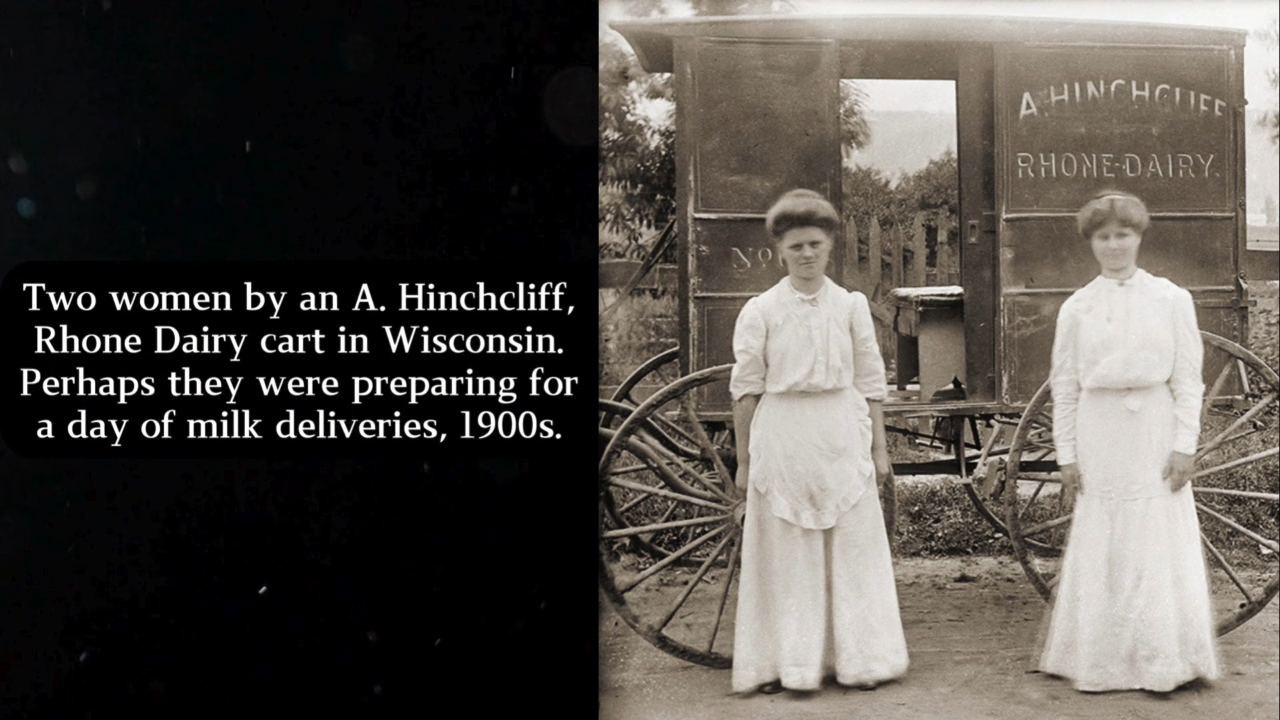 Two women by an A. Hinchcliff,
Rhone Dairy cart in Wisconsin.
Perhaps they were preparing for
a day of milk deliveries, 1900s.
A. HINCHCLIFF
RHONE-DAIRY.
No